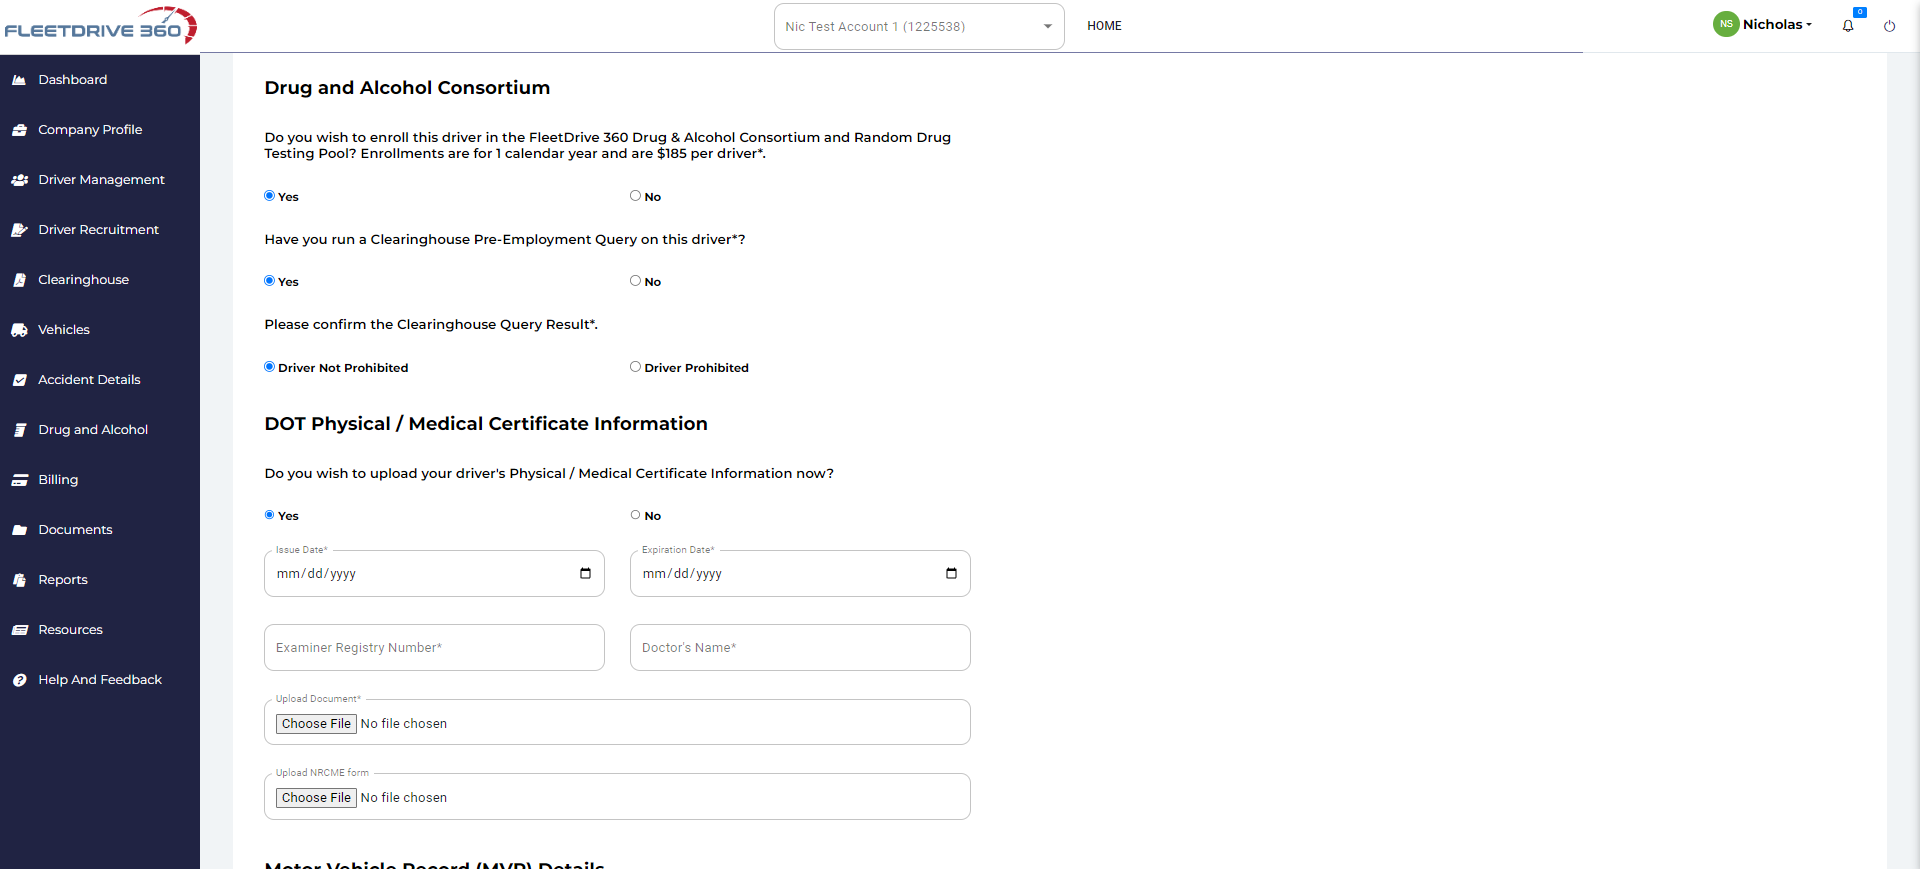 FLEETDRIVE 360
Nic Test Account 1 (1225538)
HOME
NS Nicholas
0
Dashboard
Company Profile
Driver Management
Driver Recruitment
Clearinghouse
Vehicles
Accident Details
Drug and Alcohol
Billing
Documents
Reports
Resources
Help And Feedback
Drug and Alcohol Consortium
Do you wish to enroll this driver in the FleetDrive 360 Drug & Alcohol Consortium and Random Drug
Testing Pool? Enrollments are for 1 calendar year and are $185 per driver*.
Yes No
Have you run a Clearinghouse Pre-Employment Query on this driver*?
Yes No
Please confirm the Clearinghouse Query Result*.
Driver Not Prohibited Driver Prohibited
DOT Physical / Medical Certificate Information
Do you wish to upload your driver's Physical / Medical Certificate Information now?
Yes No
Issue Date* Expiration Date*
mm/dd/yyyy mm/dd/yyyy
Examiner Registry Number* Doctor's Name*
Upload Document*
Choose File No file chosen
Upload NRCME form
Choose File No file chosen
Motor Vehicle Record (MVR) Details